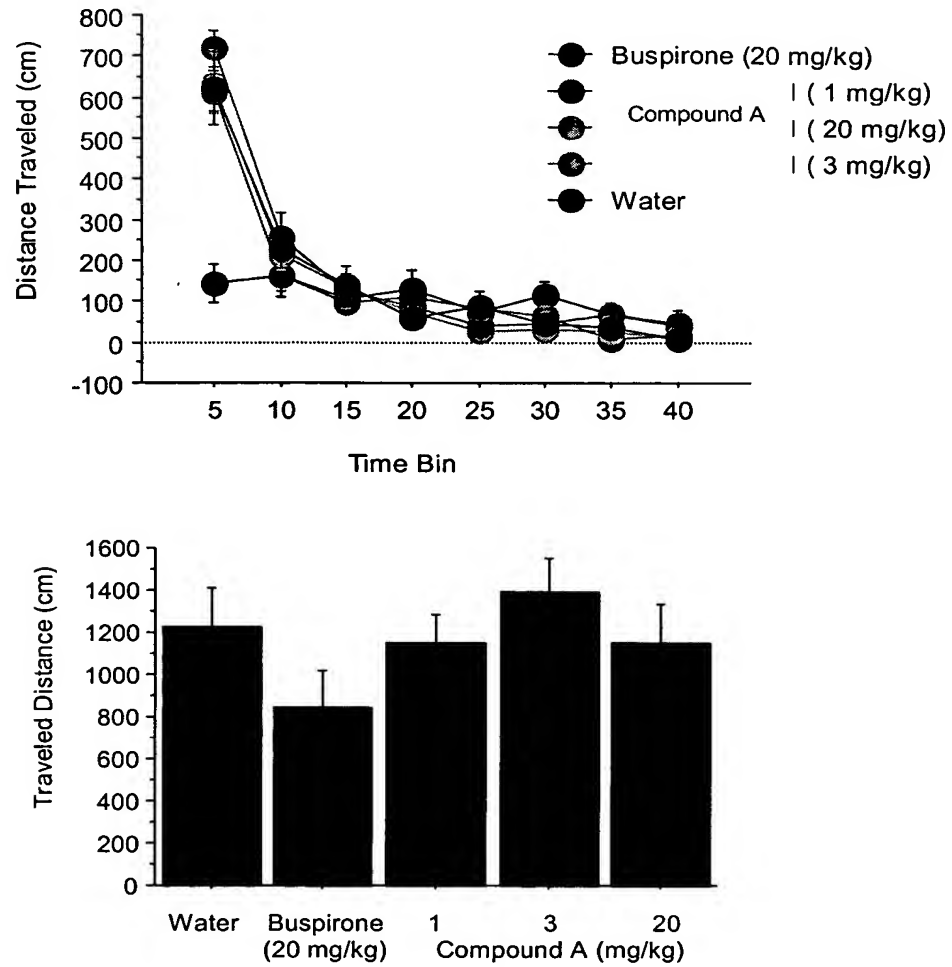 800
700
600
500
400
300
200
100
0
-100
Distance Traveled (cm)
5 10 15 20 25 30 35 40
Time Bin
Buspirone (20 mg/kg)
Compound A
I ( 1 mg/kg)
I ( 20 mg/kg)
I ( 3 mg/kg)
Water
1600
1400
1200
1000
800
600
400
200
0
Traveled Distance (cm)
Water Buspirone 1 3 20
(20 mg/kg) Compound A (mg/kg)